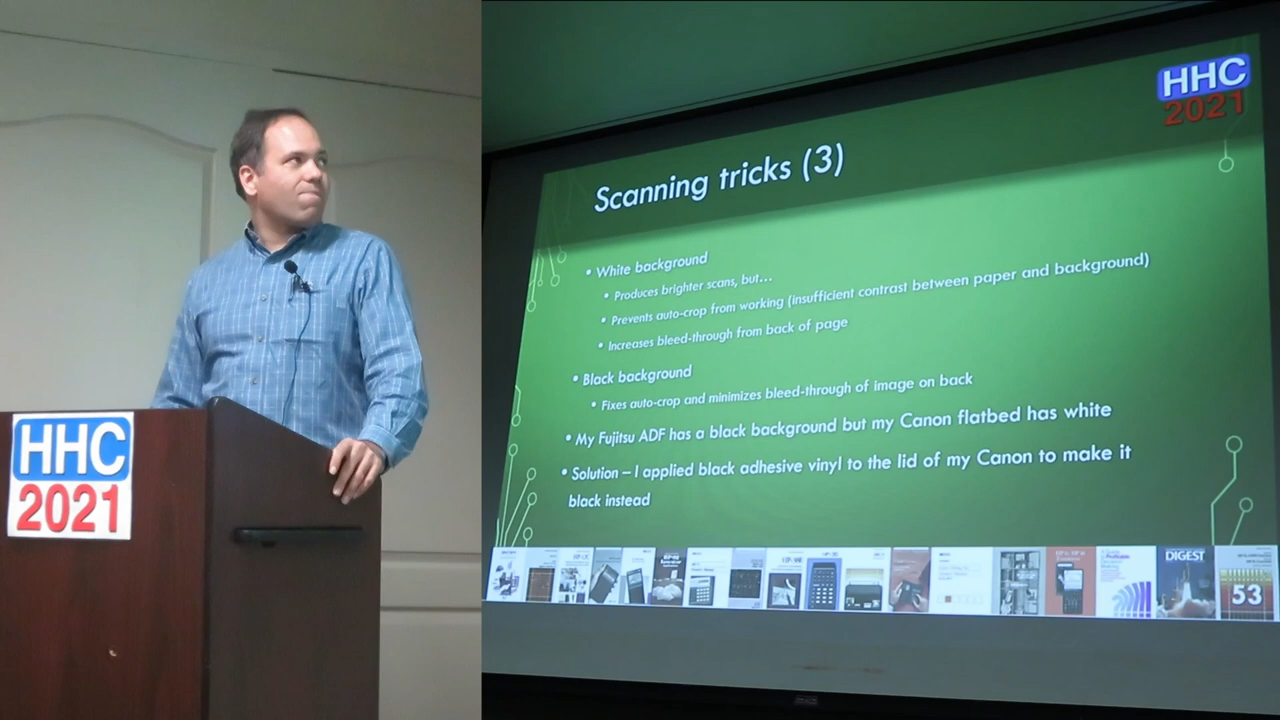 HHC
2021
HHC
2021
Scanning tricks (3)
• White background
• Produces brighter scans, but...
• Prevents auto-crop from working (insufficient contrast between paper and background)
• Increases bleed-through from back of page
• Black background
• Fixes auto-crop and minimizes bleed-through of image on back
• My Fujitsu ADF has a black background but my Canon flatbed has white
• Solution – I applied black adhesive vinyl to the lid of my Canon to make it
black instead
DIGEST
53